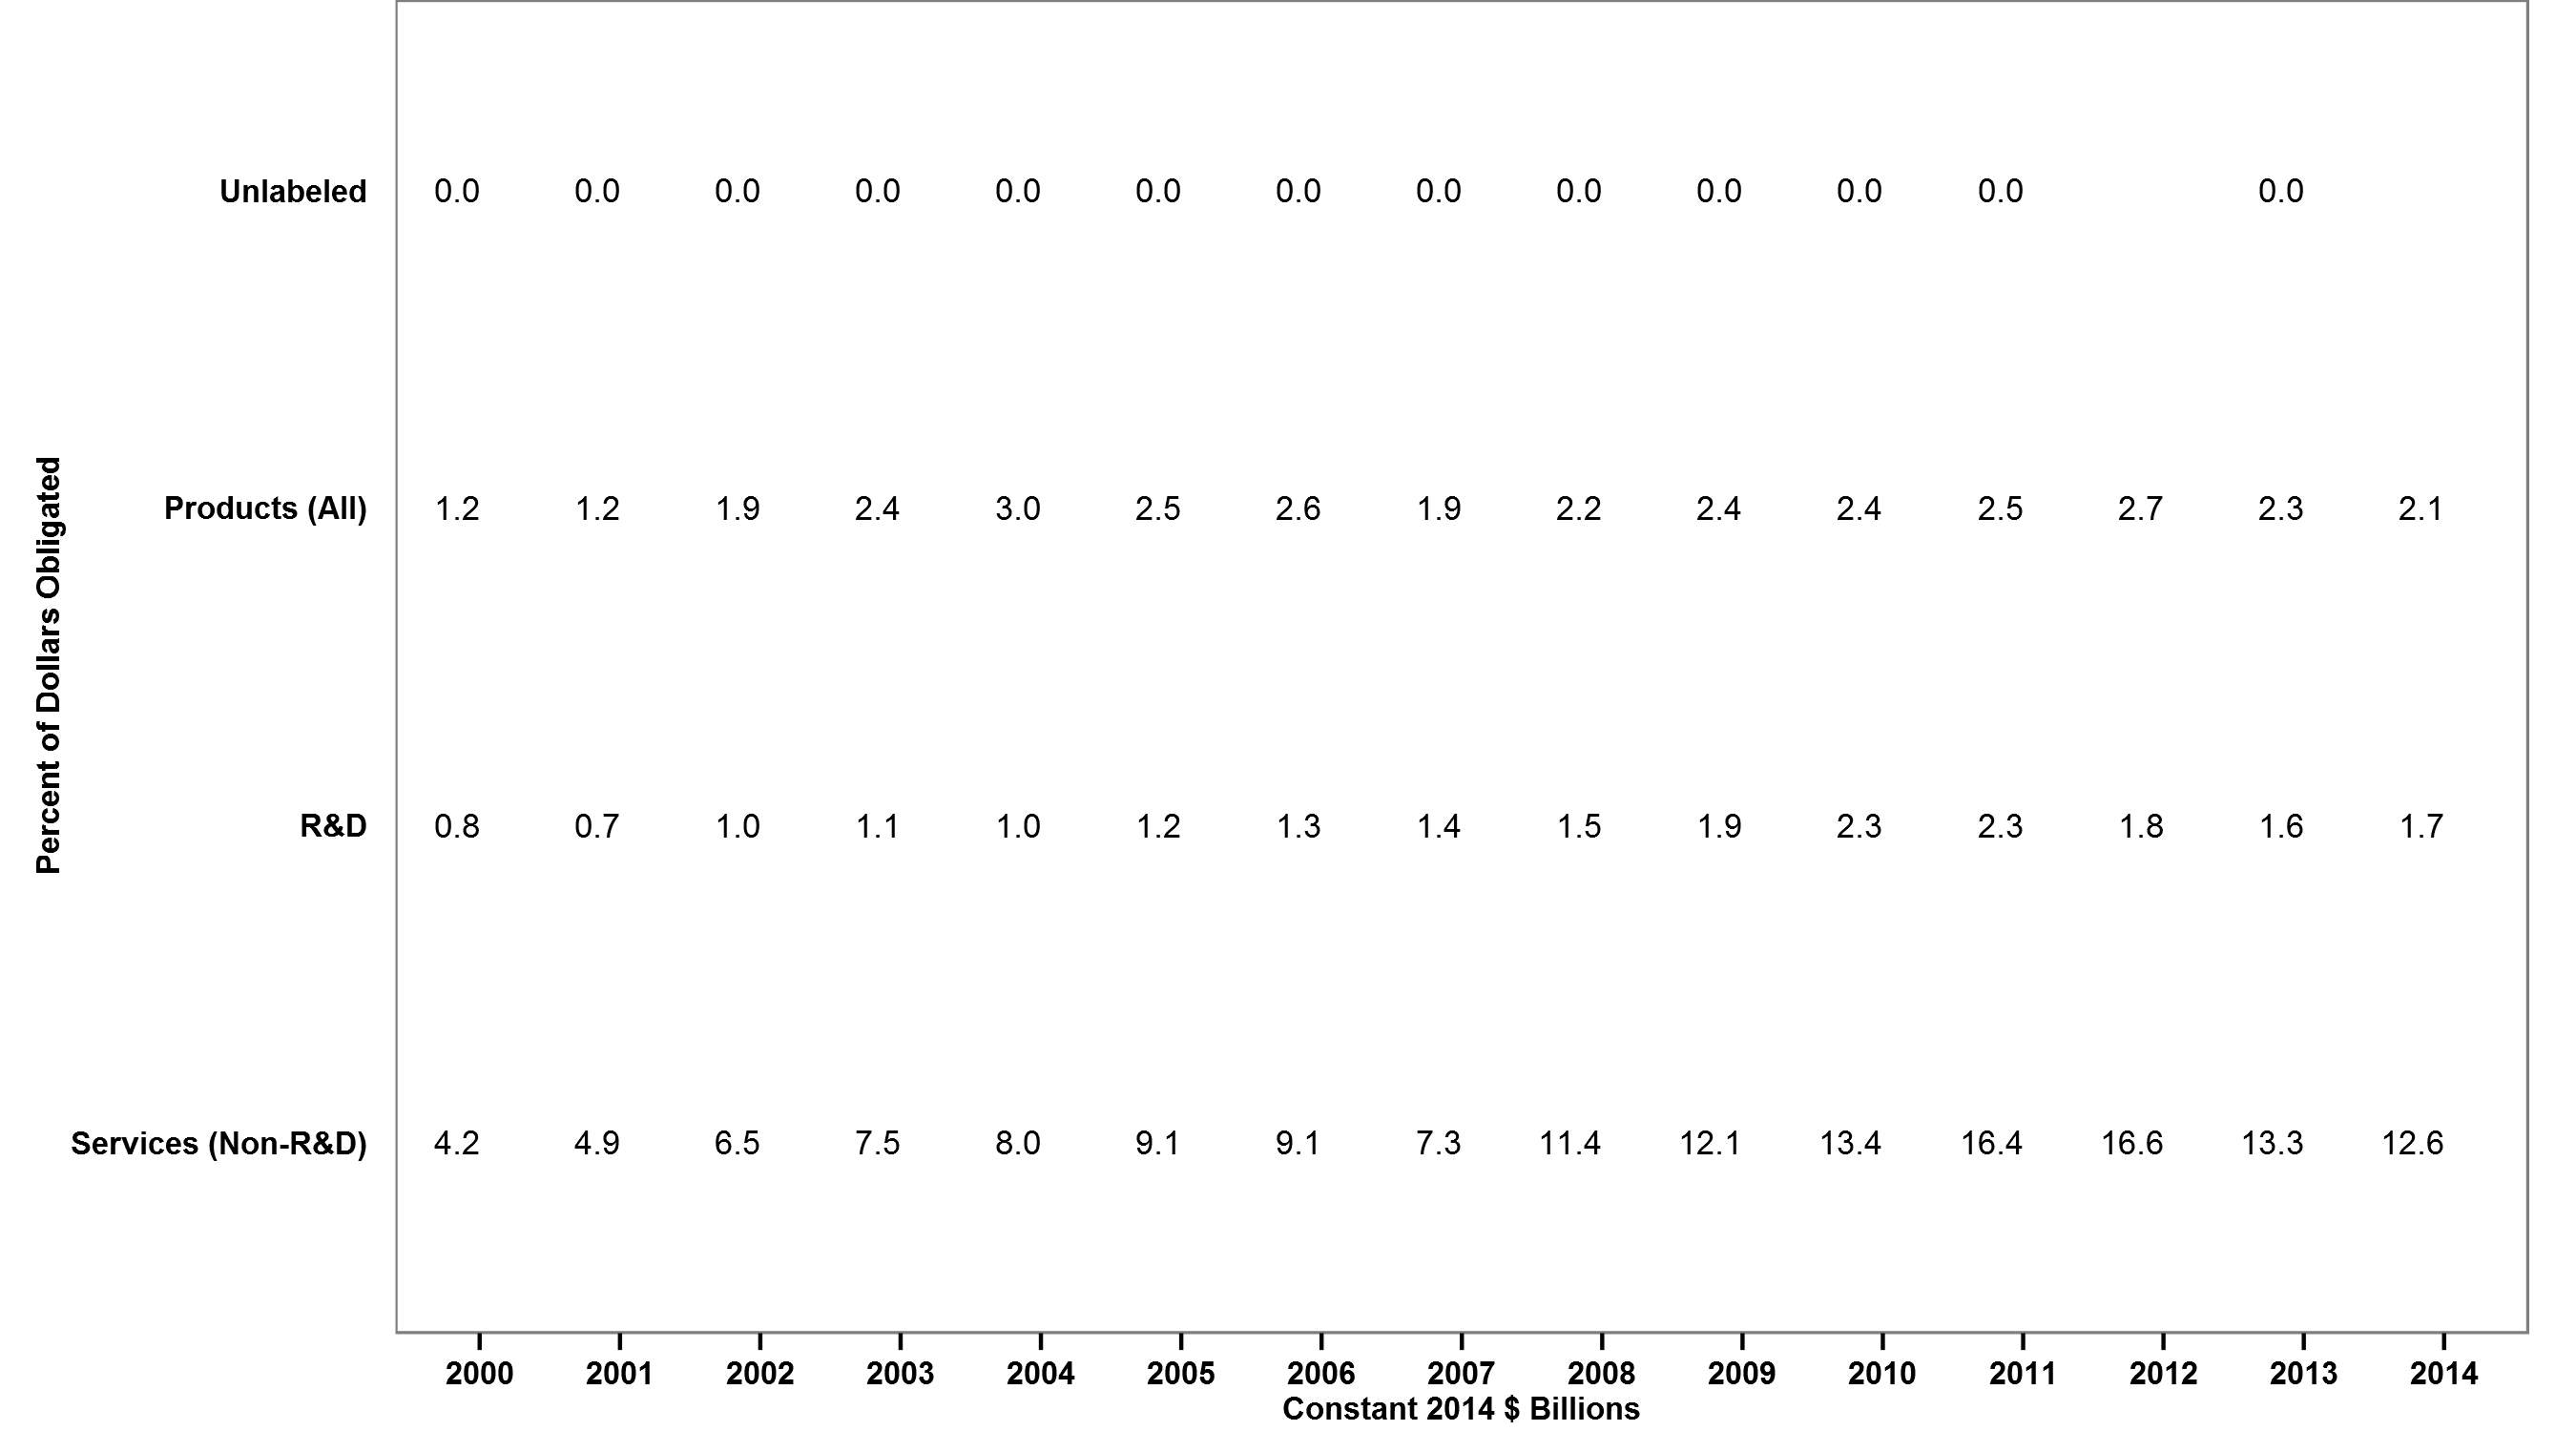 Unlabeled 0.0 0.0 0.0 0.0 0.0 0.0 0.0 0.0 0.0 0.0 0.0 0.0 0.0
Products (All) 1.2 1.2 1.9 2.4 3.0 2.5 2.6 1.9 2.2 2.4 2.4 2.5 2.7 2.3 2.1
R&D 0.8 0.7 1.0 1.1 1.0 1.2 1.3 1.4 1.5 1.9 2.3 2.3 1.8 1.6 1.7
Services (Non-R&D) 4.2 4.9 6.5 7.5 8.0 9.1 9.1 7.3 11.4 12.1 13.4 16.4 16.6 13.3 12.6
Percent of Dollars Obligated
2000 2001 2002 2003 2004 2005 2006 2007 2008 2009 2010 2011 2012 2013 2014
Constant 2014 $ Billions